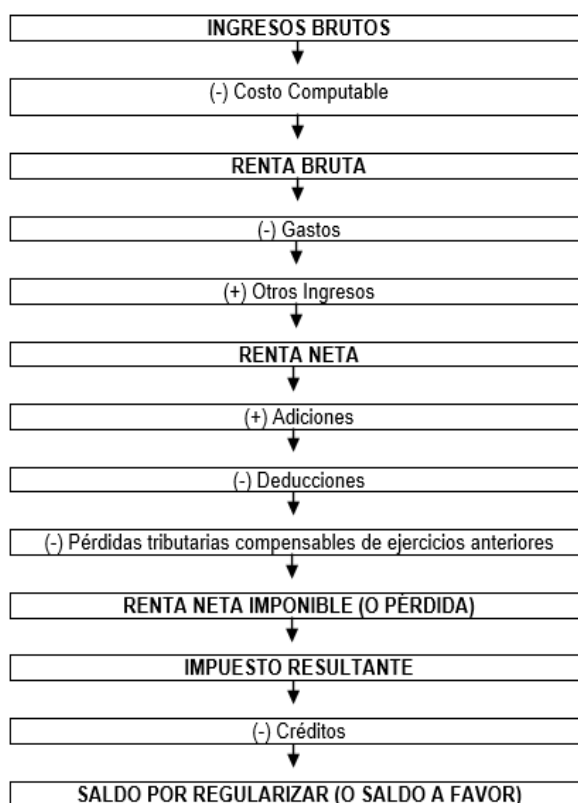 INGRESOS BRUTOS
(-) Costo Computable
RENTA BRUTA
(-) Gastos
(+) Otros Ingresos
RENTA NETA
(+) Adiciones
(-) Deducciones
(-) Pérdidas tributarias compensables de ejercicios anteriores
RENTA NETA IMPONIBLE (O PÉRDIDA)
IMPUESTO RESULTANTE
(-) Créditos
SALDO POR REGULARIZAR (O SALDO A FAVOR)